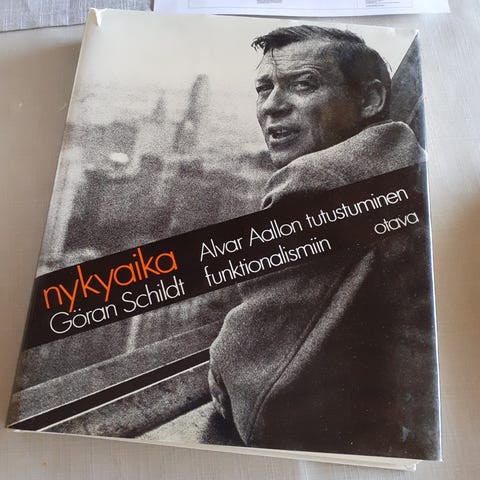 nykyaika Alvar Aallon tutustuminen
Göran Schildt funktionalismiin otava